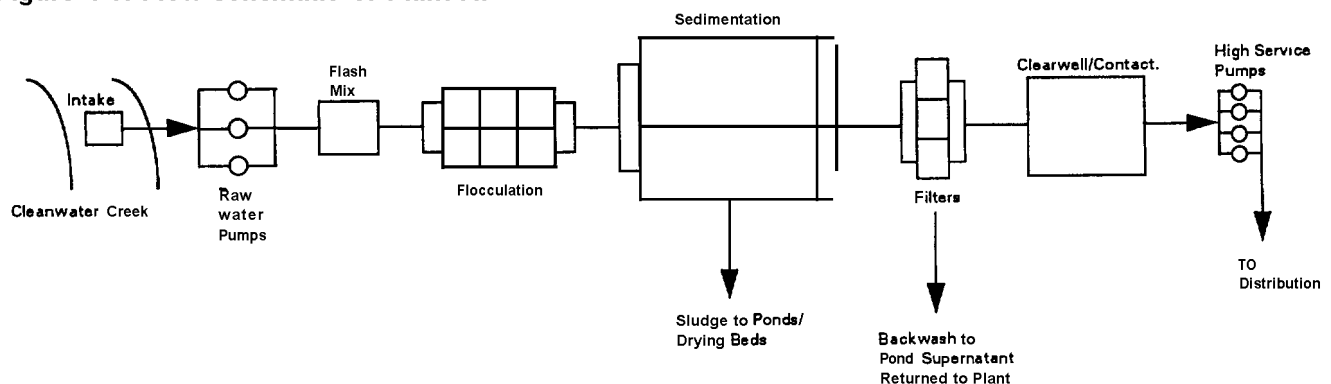 Sedimentation
High Service
Pumps
Flash
Mix
Clearwell/Contact.
Intake
Flocculation
Filters
Raw
water
Pumps
Cleanwater Creek
TO
Distribution
Sludge to Ponds/
Drying Beds
Backwash to
Pond Supernatant
Returned to Plant